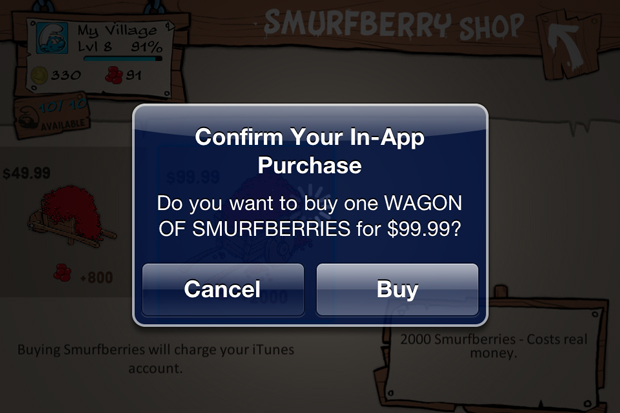 SMURFBERRY SHOP
My Village
Lvl 8 91%
330 91
AVAILABLE
$49.99
$99.99
Confirm Your In-App
Purchase
Do you want to buy one WAGON
OF SMURFBERRIES for $99.99?
+800
Cancel
Buy
Buying Smurfberries will charge your iTunes
account.
2000 Smurfberries - Costs real
money.